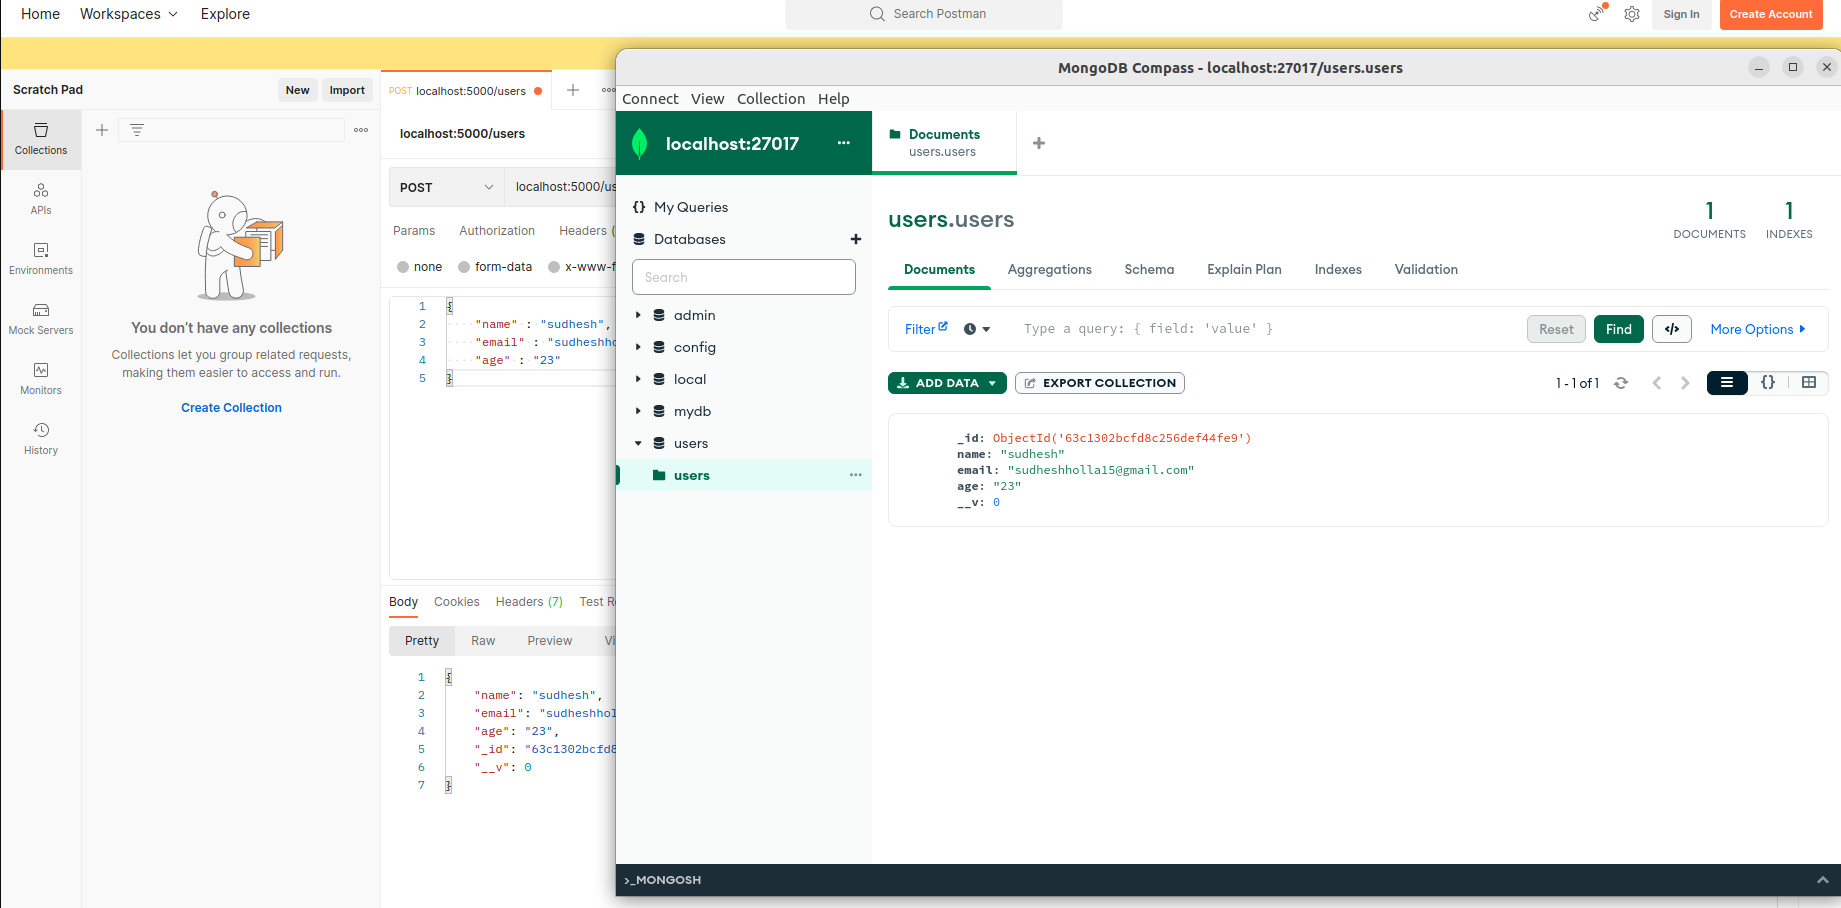 Home Workspaces Explore
Search Postman
Sign In Create Account
Scratch Pad New Import
POST localhost:5000/users
localhost:5000/users
Collections
APIs
Environments
Mock Servers
Monitors
History
You don't have any collections
Collections let you group related requests,
making them easier to access and run.
Create Collection
POST localhost:5000/us
Params Authorization Headers (
none form-data x-www-f
1 {
2 "name" : "sudhesh",
3 "email" : "sudheshho
4 "age" : "23"
5 }
Body Cookies Headers (7) Test R
Pretty Raw Preview Vi
1 {
2 "name": "sudhesh",
3 "email": "sudheshhol
4 "age": "23",
5 "_id": "63c1302bcfd8
6 "__v": 0
7 }
MongoDB Compass - localhost:27017/users.users
Connect View Collection Help
localhost:27017
Documents
users.users
{} My Queries
Databases
Search
admin
config
local
mydb
users
users
users.users
1 DOCUMENTS
1 INDEXES
Documents Aggregations Schema Explain Plan Indexes Validation
Filter Type a query: { field: 'value' } Reset Find </> More Options
ADD DATA EXPORT COLLECTION 1 - 1 of 1 {}
_id: ObjectId('63c1302bcfd8c256def44fe9')
name: "sudhesh"
email: "sudheshholla15@gmail.com"
age: "23"
__v: 0
>_MONGOSH